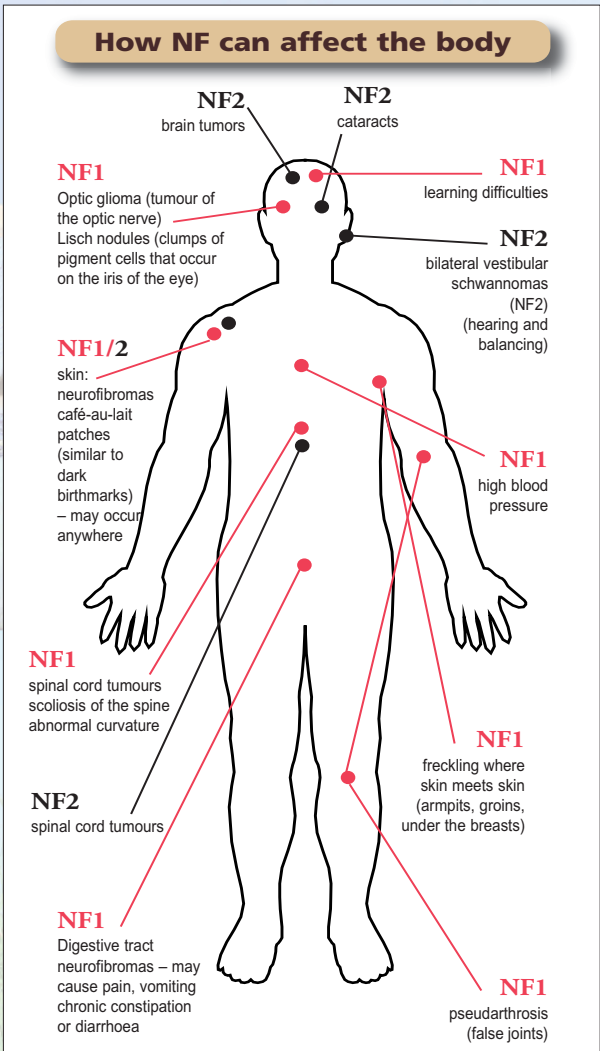 How NF can affect the body
NF2
brain tumors
NF2
cataracts
NF1
Optic glioma (tumour of
the optic nerve)
Lisch nodules (clumps of
pigment cells that occur
on the iris of the eye)
NF1
learning difficulties
NF2
bilateral vestibular
schwannomas
(NF2)
(hearing and
balancing)
NF1/2
skin:
neurofibromas
café-au-lait
patches
(similar to
dark
birthmarks)
– may occur
anywhere
NF1
high blood
pressure
NF1
spinal cord tumours
scoliosis of the spine
abnormal curvature
NF1
freckling where
skin meets skin
(armpits, groins,
under the breasts)
NF2
spinal cord tumours
NF1
Digestive tract
neurofibromas – may
cause pain, vomiting
chronic constipation
or diarrhoea
NF1
pseudarthrosis
(false joints)